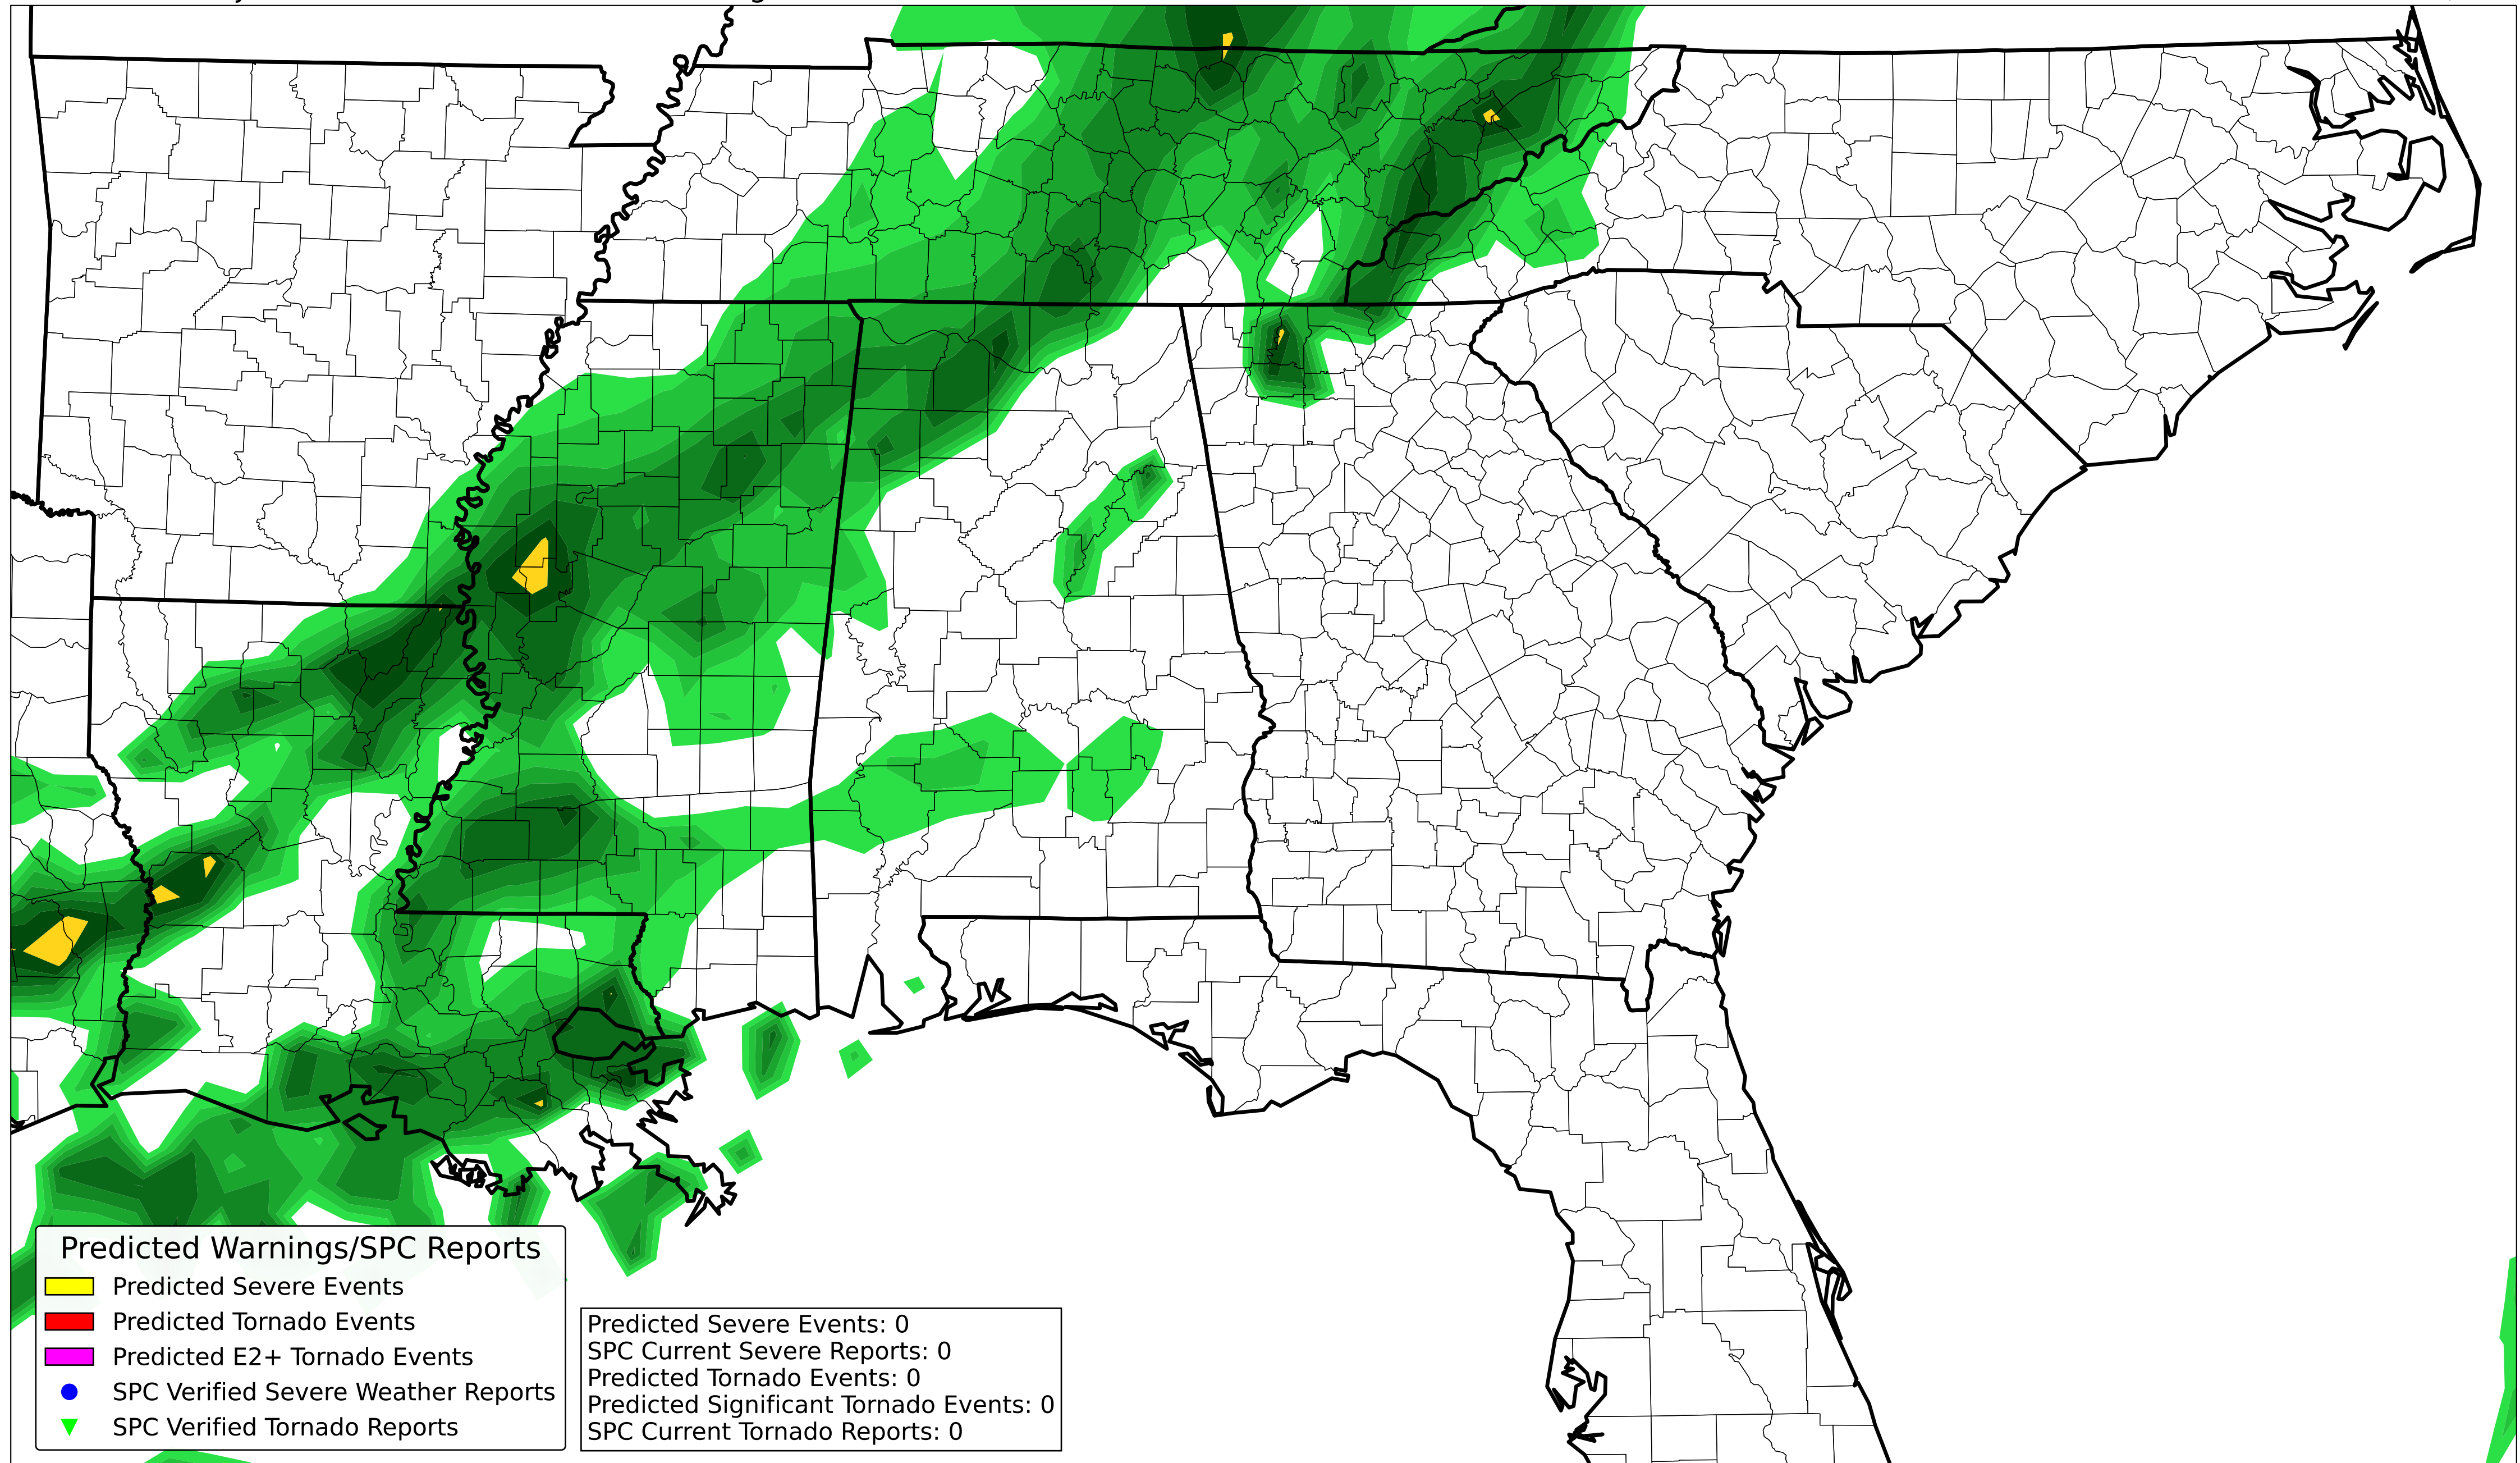 Predicted Warnings/SPC Reports
Predicted Severe Events
Predicted Tornado Events
Predicted E2+ Tornado Events
SPC Verified Severe Weather Reports
SPC Verified Tornado Reports
Predicted Severe Events: 0
SPC Current Severe Reports: 0
Predicted Tornado Events: 0
Predicted Significant Tornado Events: 0
SPC Current Tornado Reports: 0